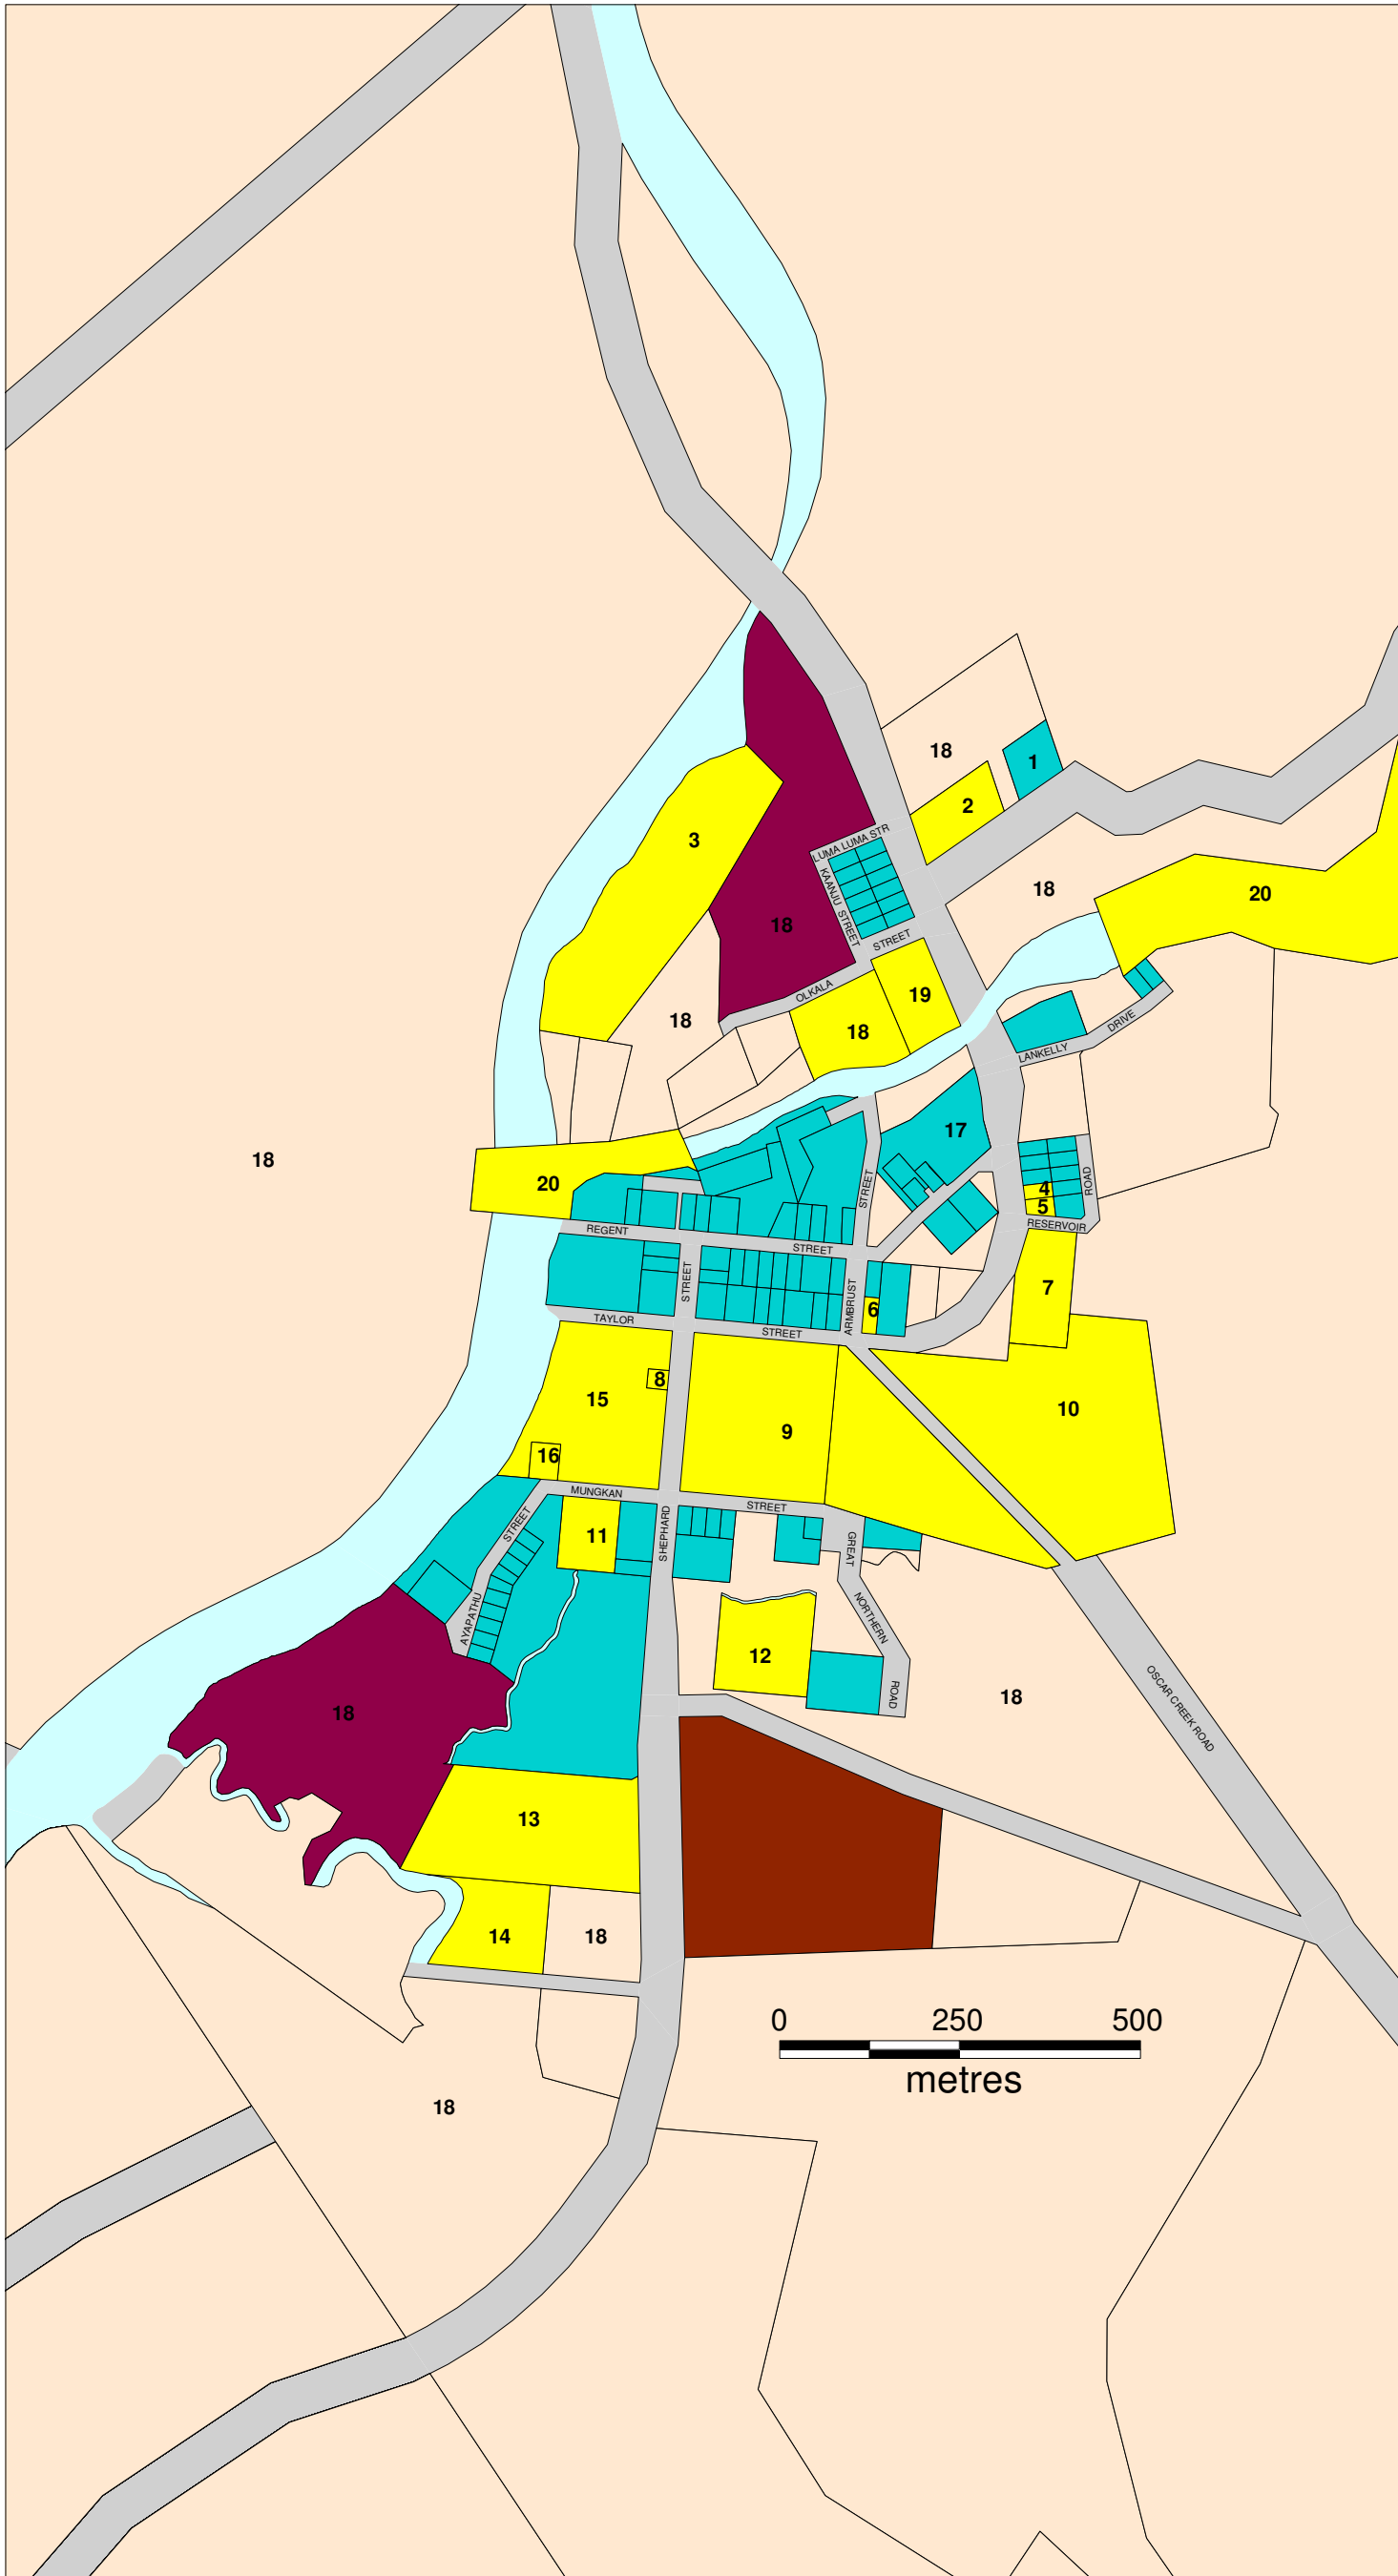 18
1
2
3
LUMA LUMA STR
KAANJU STREET
18
20
18
STREET
OLKALA
19
18
18
DRIVE
LANKELLY
17
18
20
STREET
ROAD
4
5
RESERVOIR
REGENT
STREET
STREET
7
6
ARMBRUST
TAYLOR
STREET
8
15
9
10
16
MUNGKAN
STREET
STREET
11
SHEPHARD
GREAT
AYAPATHU
NORTHERN
12
ROAD
18
18
OSCAR CREEK ROAD
13
14
18
0 250 500
metres
18